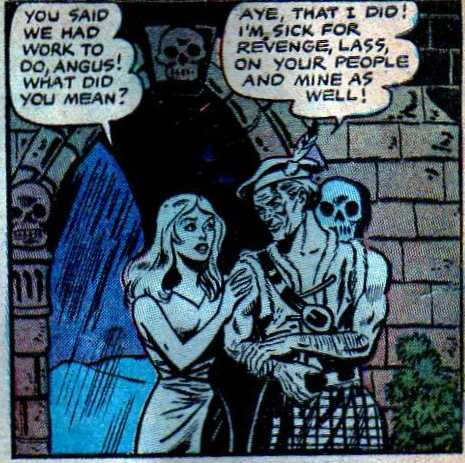 YOU SAID
WE HAD
WORK TO
DO, ANGUS!
WHAT DID
YOU MEAN?
AYE, THAT I DID!
I'M, SICK FOR
REVENGE, LASS,
ON YOUR PEOPLE
AND MINE AS
WELL!